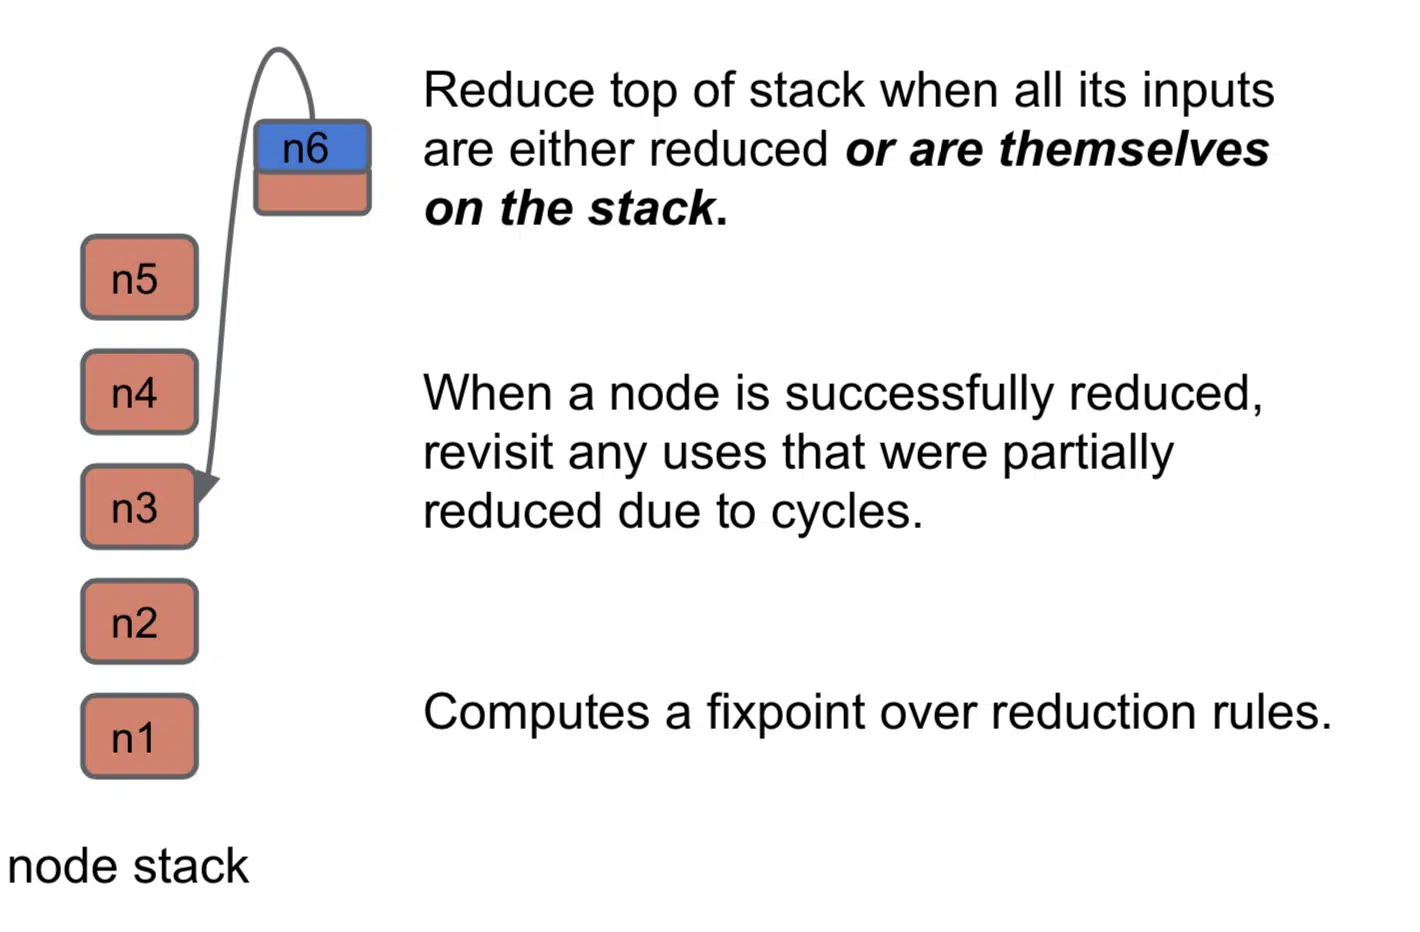 n6
Reduce top of stack when all its inputs
are either reduced or are themselves
on the stack.
n5
n4
When a node is successfully reduced,
revisit any uses that were partially
reduced due to cycles.
n3
n2
n1
Computes a fixpoint over reduction rules.
node stack